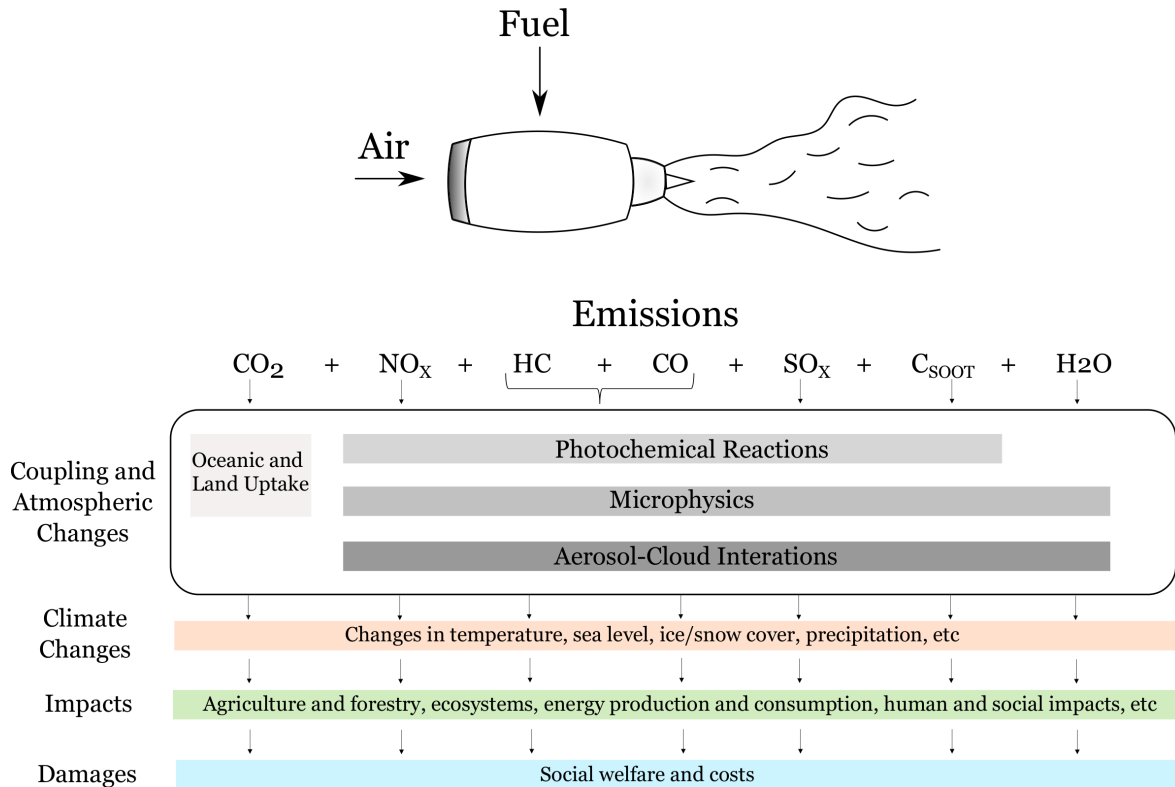 Fuel
Air
Emissions
CO₂ + NOₓ + HC + CO + SOₓ + C_SOOT + H2O
Coupling and
Atmospheric
Changes
Oceanic and
Land Uptake
Photochemical Reactions
Microphysics
Aerosol-Cloud Interations
Climate
Changes
Changes in temperature, sea level, ice/snow cover, precipitation, etc
Impacts
Agriculture and forestry, ecosystems, energy production and consumption, human and social impacts, etc
Damages
Social welfare and costs